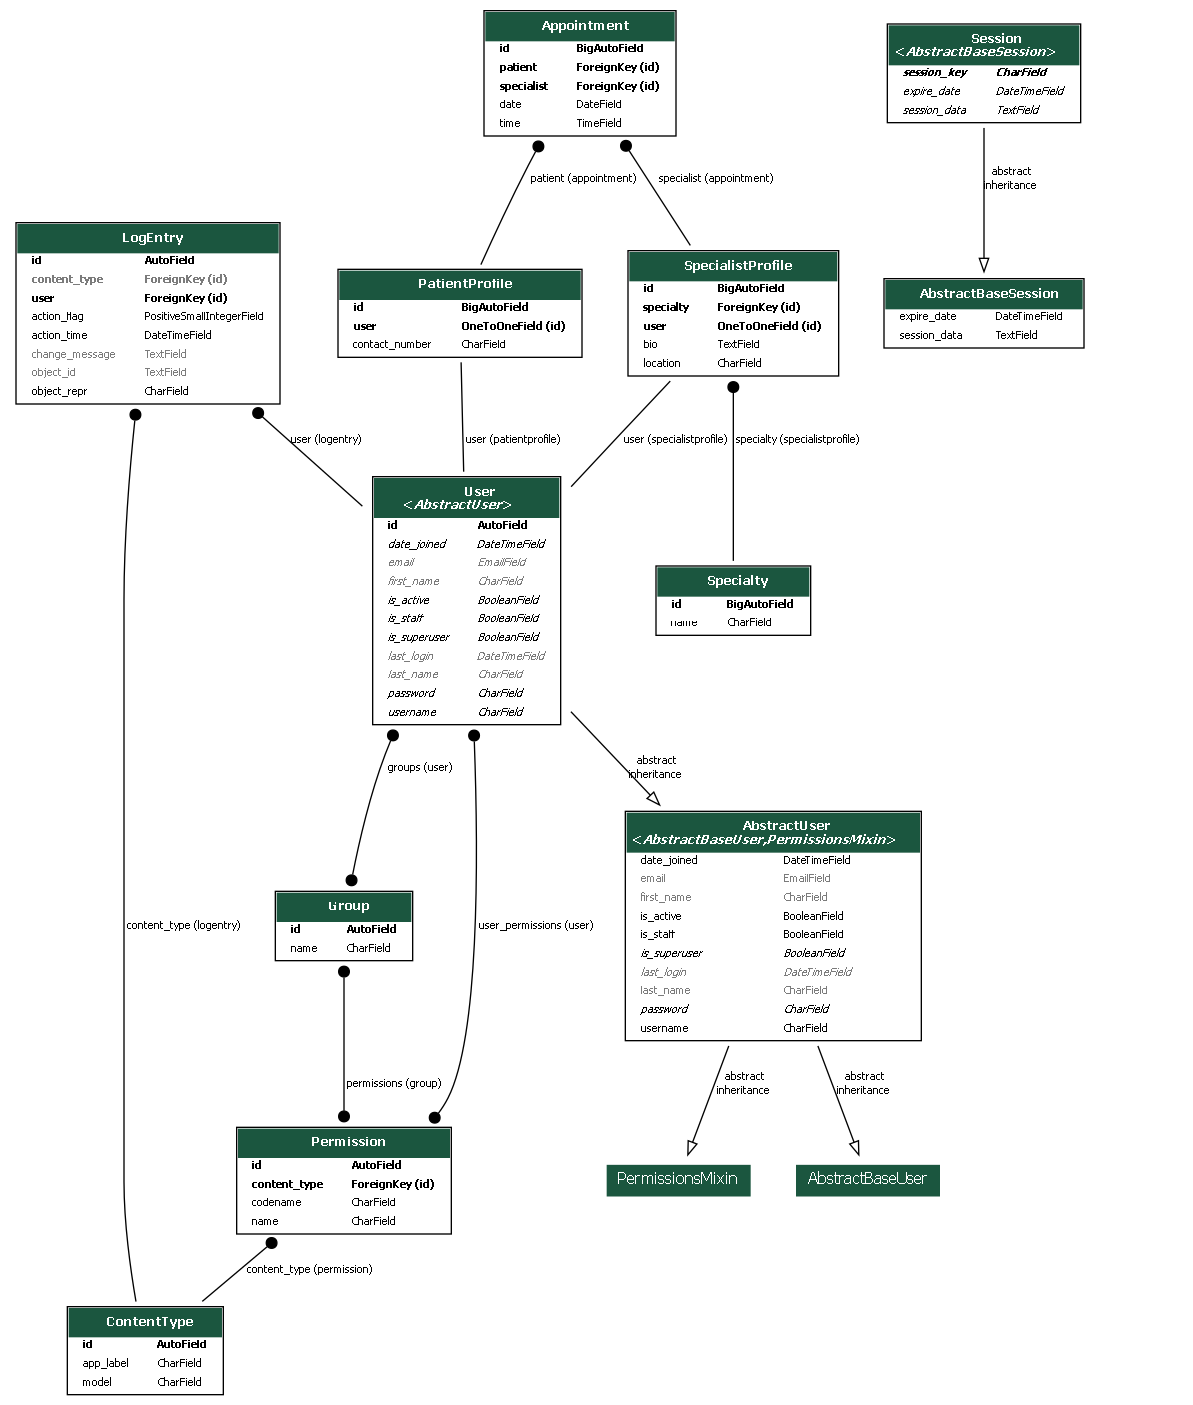 Appointment
id BigAutoField
patient ForeignKey (id)
specialist ForeignKey (id)
date DateField
time TimeField
Session
<AbstractBaseSession>
session_key CharField
expire_date DateTimeField
session_data TextField
patient (appointment)
specialist (appointment)
abstract
inheritance
LogEntry
id AutoField
content_type ForeignKey (id)
user ForeignKey (id)
action_flag PositiveSmallIntegerField
action_time DateTimeField
change_message TextField
object_id TextField
object_repr CharField
PatientProfile
id BigAutoField
user OneToOneField (id)
contact_number CharField
SpecialistProfile
id BigAutoField
specialty ForeignKey (id)
user OneToOneField (id)
bio TextField
location CharField
AbstractBaseSession
expire_date DateTimeField
session_data TextField
user (logentry)
user (patientprofile)
user (specialistprofile)
specialty (specialistprofile)
User
<AbstractUser>
id AutoField
date_joined DateTimeField
email EmailField
first_name CharField
is_active BooleanField
is_staff BooleanField
is_superuser BooleanField
last_login DateTimeField
last_name CharField
password CharField
username CharField
Specialty
id BigAutoField
name CharField
groups (user)
abstract
inheritance
AbstractUser
<AbstractBaseUser,PermissionsMixin>
date_joined DateTimeField
email EmailField
first_name CharField
is_active BooleanField
is_staff BooleanField
is_superuser BooleanField
last_login DateTimeField
last_name CharField
password CharField
username CharField
Group
id AutoField
name CharField
content_type (logentry)
user_permissions (user)
permissions (group)
abstract
inheritance
abstract
inheritance
Permission
id AutoField
content_type ForeignKey (id)
codename CharField
name CharField
PermissionsMixin
AbstractBaseUser
content_type (permission)
ContentType
id AutoField
app_label CharField
model CharField